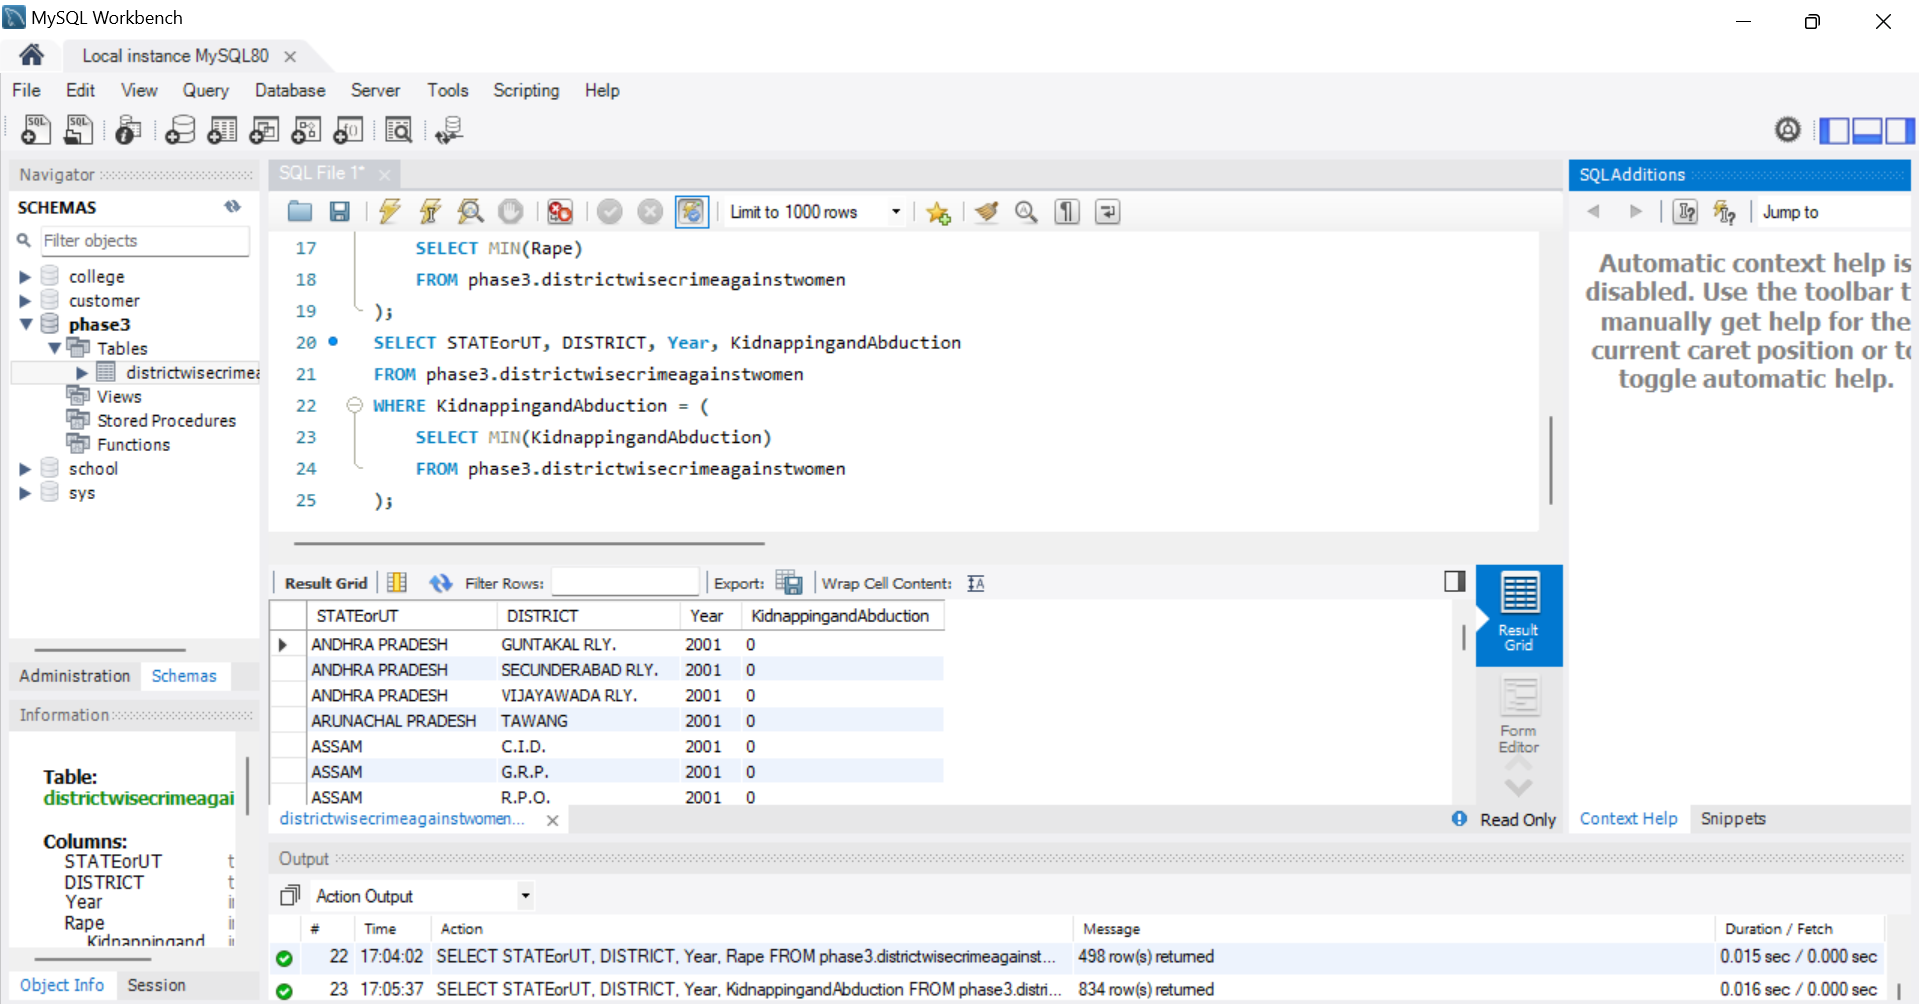 MySQL Workbench
Local instance MySQL80
File Edit View Query Database Server Tools Scripting Help
Navigator
SCHEMAS
Filter objects
college
customer
phase3
Tables
districtwisecrimea
Views
Stored Procedures
Functions
school
sys
Administration Schemas
Information
Table:
districtwisecrimeagai
Columns:
STATEorUT t
DISTRICT t
Year
Rape
Kidnappingand
Object Info Session
SQL File 1*
Limit to 1000 rows
17 SELECT MIN(Rape)
18 FROM phase3.districtwisecrimeagainstwomen
19 );
20 SELECT STATEorUT, DISTRICT, Year, KidnappingandAbduction
21 FROM phase3.districtwisecrimeagainstwomen
22 WHERE KidnappingandAbduction = (
23 SELECT MIN(KidnappingandAbduction)
24 FROM phase3.districtwisecrimeagainstwomen
25 );
Result Grid Filter Rows: Export: Wrap Cell Content:
STATEorUT DISTRICT Year KidnappingandAbduction
ANDHRA PRADESH GUNTAKAL RLY. 2001 0
ANDHRA PRADESH SECUNDERABAD RLY. 2001 0
ANDHRA PRADESH VIJAYAWADA RLY. 2001 0
ARUNACHAL PRADESH TAWANG 2001 0
ASSAM C.I.D. 2001 0
ASSAM G.R.P. 2001 0
ASSAM R.P.O. 2001 0
Result
Grid
Form
Editor
districtwisecrimeagainstwomen...
Read Only
SQLAdditions
Jump to
Automatic context help is
disabled. Use the toolbar t
manually get help for the
current caret position or to
toggle automatic help.
Context Help Snippets
Output
Action Output
# Time Action Message Duration / Fetch
22 17:04:02 SELECT STATEorUT, DISTRICT, Year, Rape FROM phase3.districtwisecrimeagainst... 498 row(s) returned 0.015 sec / 0.000 sec
23 17:05:37 SELECT STATEorUT, DISTRICT, Year, KidnappingandAbduction FROM phase3.distri... 834 row(s) returned 0.016 sec / 0.000 sec